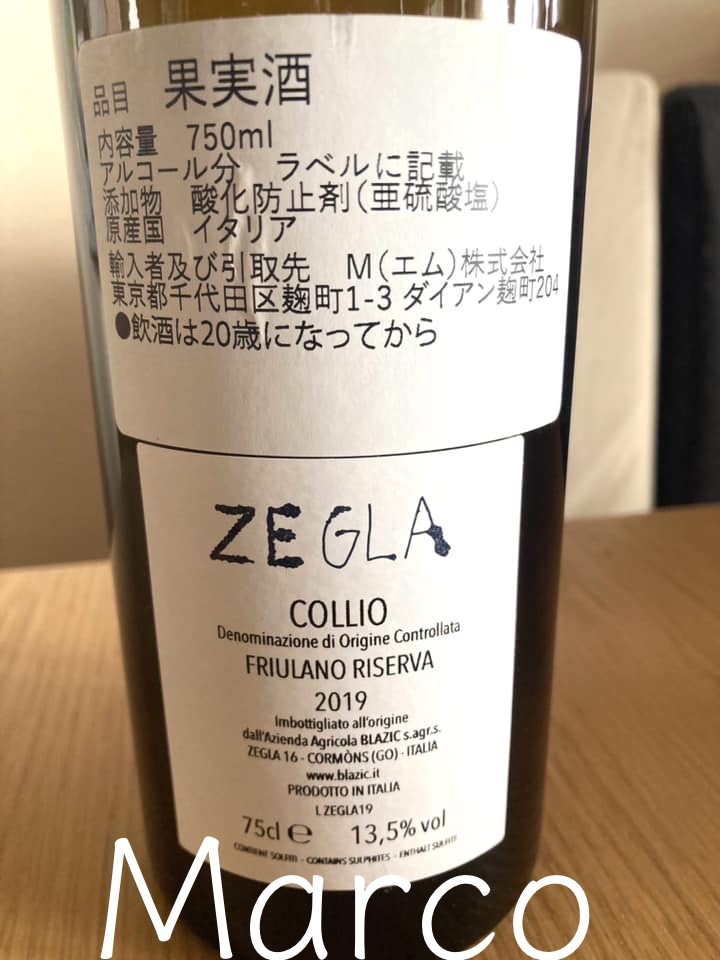 品目 果実酒
内容量 750ml
アルコール分 ラベルに記載
添加物 酸化防止剤(亜硫酸塩)
原産国 イタリア
輸入者及び引取先 M(エム)株式会社
東京都千代田区麹町1-3 ダイアン麹町204
●飲酒は20歳になってから
ZEGLA
COLLIO
Denominazione di Origine Controllata
FRIULANO RISERVA
2019
Imbottigliato all'origine
dall'Azienda Agricola BLAZIC s.agr.s.
ZEGLA 16 - CORMÒNS (GO) - ITALIA
www.blazic.it
PRODOTTO IN ITALIA
L ZEGLA19
75cl e 13,5% vol
CONTIENE SOLFITI - CONTAINS SULPHITES - ENTHALT SULFITE
Marco